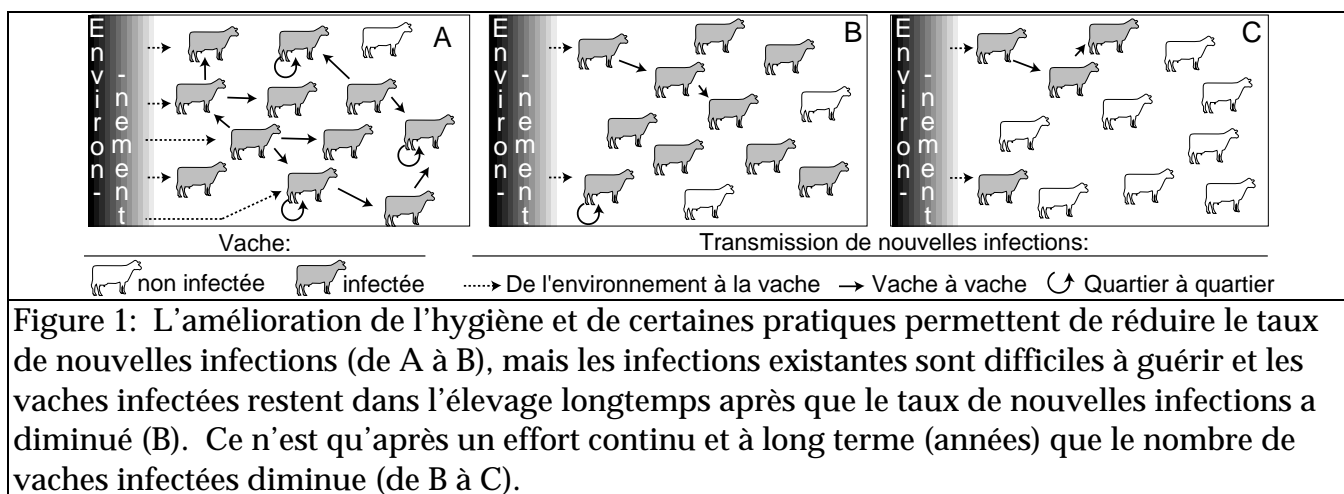 Environ-
-nement
A
Environ-
-nement
B
Environ-
-nement
C
Vache:
Transmission de nouvelles infections:
non infectée
infectée
De l'environnement à la vache
Vache à vache
Quartier à quartier
Figure 1: L’amélioration de l’hygiène et de certaines pratiques permettent de réduire le taux
de nouvelles infections (de A à B), mais les infections existantes sont difficiles à guérir et les
vaches infectées restent dans l’élevage longtemps après que le taux de nouvelles infections a
diminué (B). Ce n’est qu’après un effort continu et à long terme (années) que le nombre de
vaches infectées diminue (de B à C).